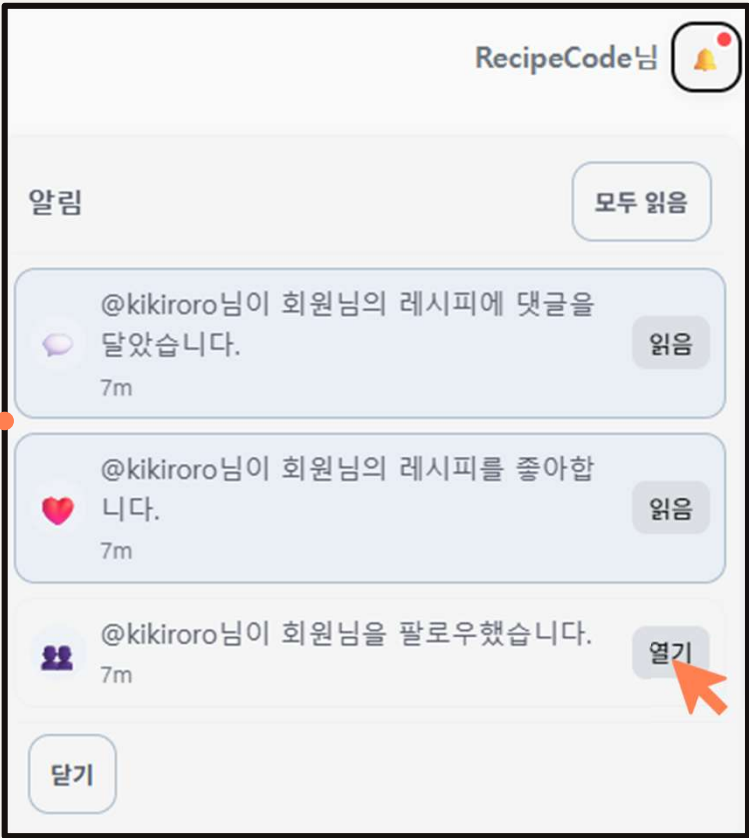 RecipeCode님
알림
모두 읽음
@kikiroro님이 회원님의 레시피에 댓글을
달았습니다.
읽음
7m
@kikiroro님이 회원님의 레시피를 좋아합
니다.
읽음
7m
@kikiroro님이 회원님을 팔로우했습니다.
열기
7m
닫기